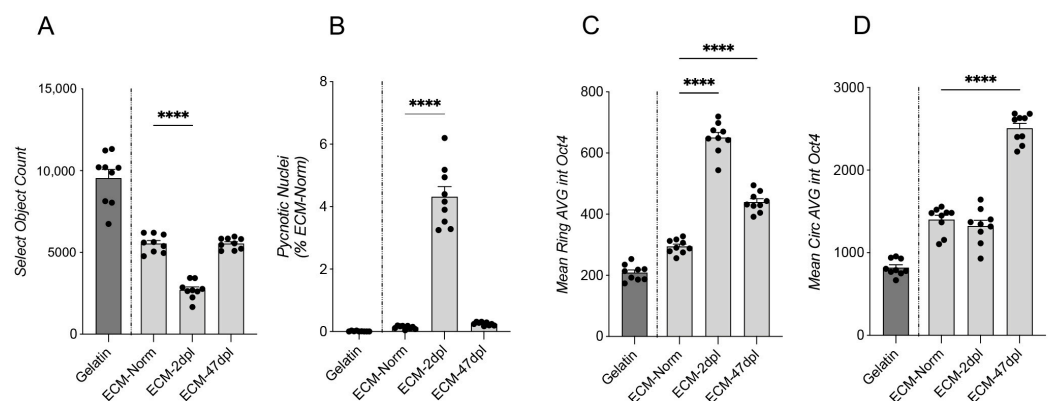 A
Select Object Count
15,000
10,000
5000
0
****
Gelatin
ECM-Norm
ECM-2dpl
ECM-47dpl
B
Pycnotic Nuclei
(% ECM-Norm)
8
6
4
2
0
****
Gelatin
ECM-Norm
ECM-2dpl
ECM-47dpl
C
Mean Ring AVG int Oct4
800
600
400
200
0
****
****
Gelatin
ECM-Norm
ECM-2dpl
ECM-47dpl
D
Mean Circ AVG int Oct4
3000
2000
1000
0
****
Gelatin
ECM-Norm
ECM-2dpl
ECM-47dpl